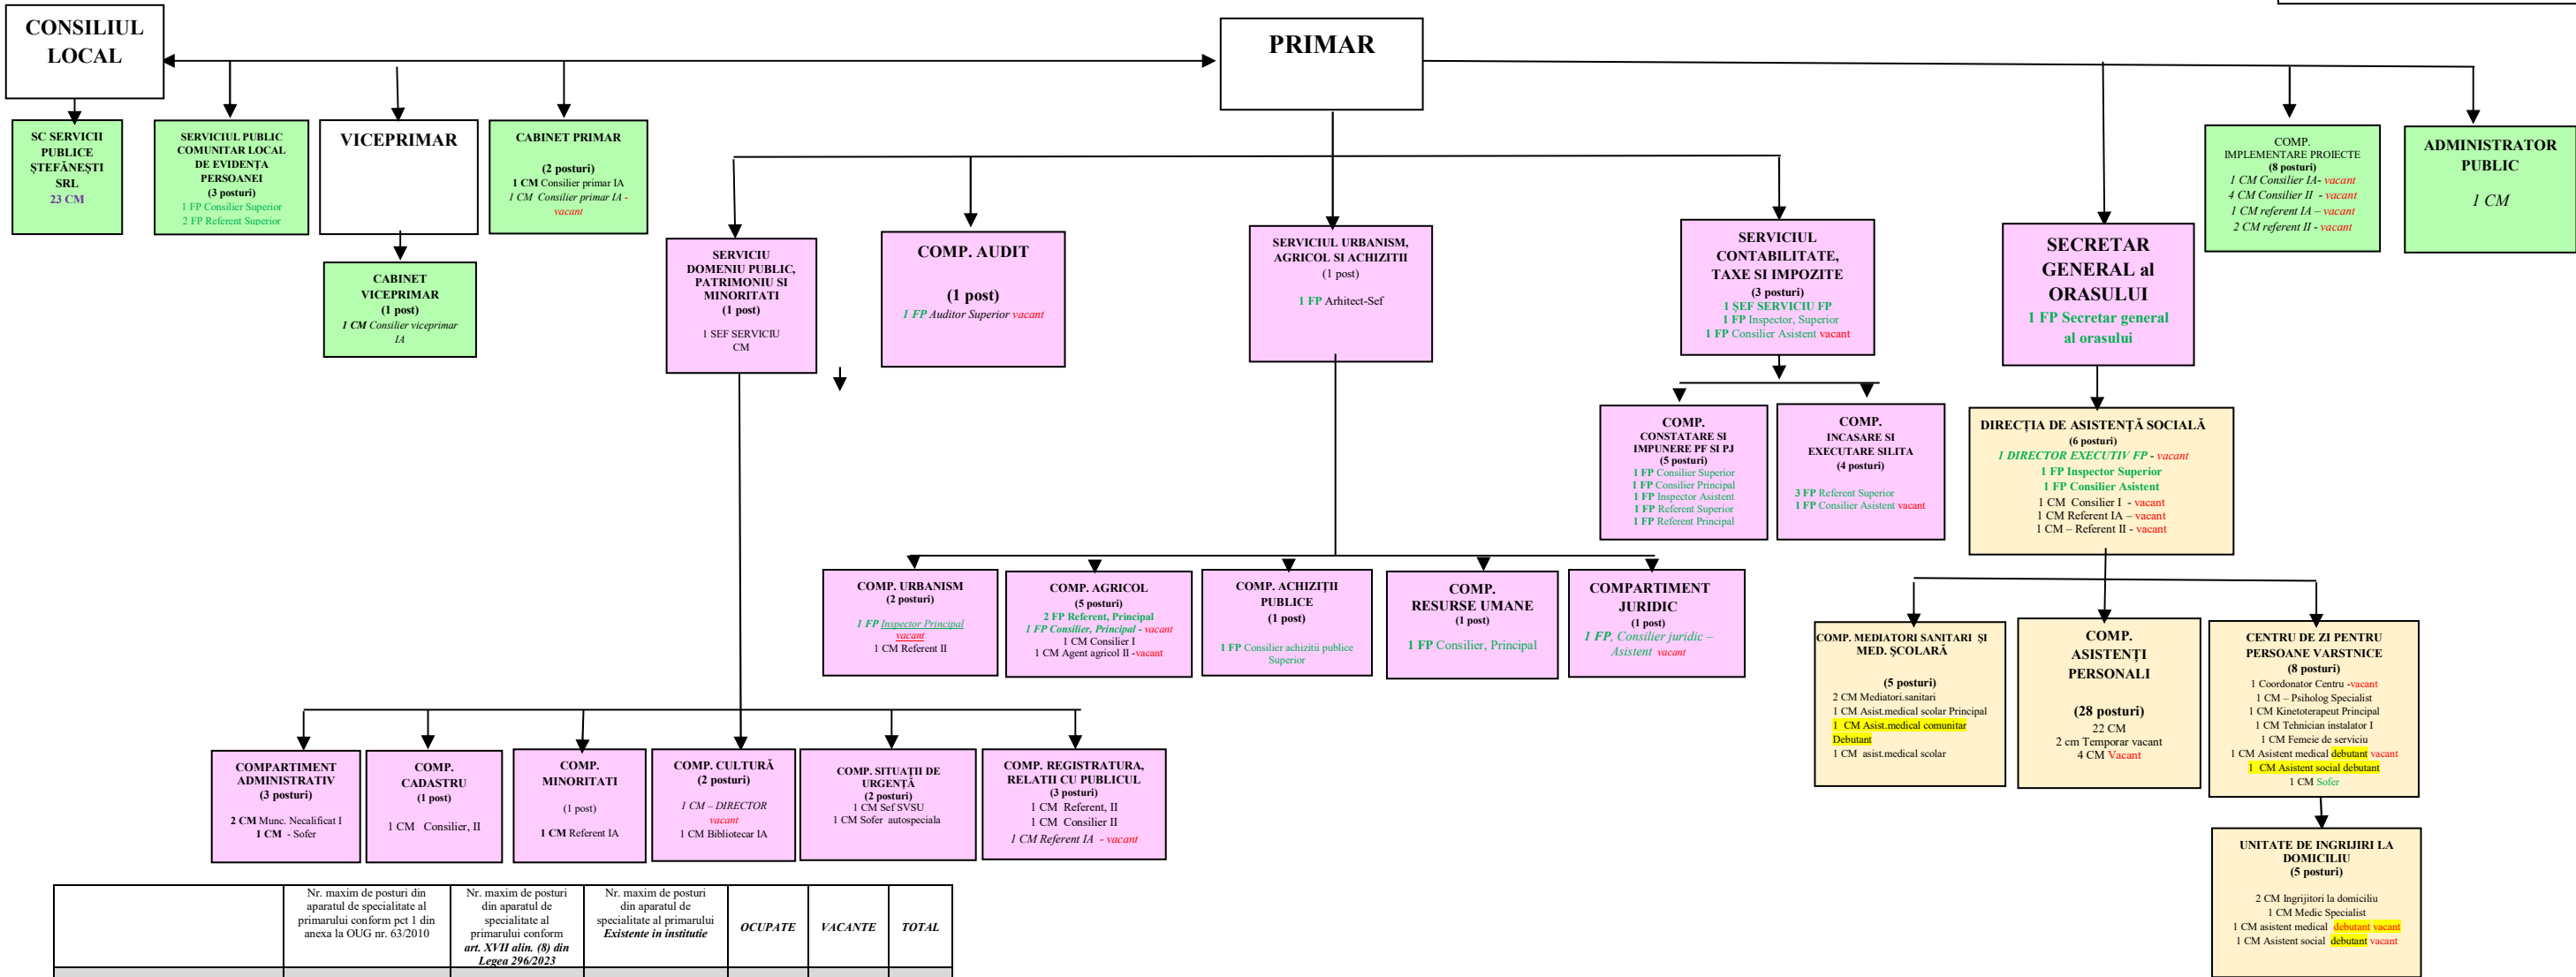 CONSILIUL
LOCAL
PRIMAR
SC SERVICII
PUBLICE
ȘTEFĂNEȘTI
SRL
23 CM
SERVICIUL PUBLIC
COMUNITAR LOCAL
DE EVIDENȚA
PERSOANEI
(3 posturi)
1 FP Consilier Superior
2 FP Referent Superior
VICEPRIMAR
CABINET PRIMAR
(2 posturi)
1 CM Consilier primar IA
1 CM Consilier primar IA -
vacant
COMP.
IMPLEMENTARE PROIECTE
(8 posturi)
1 CM Consilier IA- vacant
4 CM Consilier II - vacant
1 CM referent IA – vacant
2 CM referent II - vacant
ADMINISTRATOR
PUBLIC
1 CM
CABINET
VICEPRIMAR
(1 post)
1 CM Consilier viceprimar
IA
SERVICIU
DOMENIU PUBLIC,
PATRIMONIU SI
MINORITATI
(1 post)
1 SEF SERVICIU
CM
COMP. AUDIT
(1 post)
1 FP Auditor Superior vacant
SERVICIUL URBANISM,
AGRICOL SI ACHIZITII
(1 post)
1 FP Arhitect-Sef
SERVICIUL
CONTABILITATE,
TAXE SI IMPOZITE
(3 posturi)
1 ȘEF SERVICIU FP
1 FP Inspector, Superior
1 FP Consilier Asistent vacant
SECRETAR
GENERAL al
ORASULUI
1 FP Secretar general
al orasului
COMP.
CONSTATARE SI
IMPUNERE PF SI PJ
(5 posturi)
1 FP Consilier Superior
1 FP Consilier Principal
1 FP Inspector Asistent
1 FP Referent Superior
1 FP Referent Principal
COMP.
INCASARE SI
EXECUTARE SILITA
(4 posturi)
3 FP Referent Superior
1 FP Consilier Asistent vacant
DIRECȚIA DE ASISTENȚĂ SOCIALĂ
(6 posturi)
1 DIRECTOR EXECUTIV FP - vacant
1 FP Inspector Superior
1 FP Consilier Asistent
1 CM Consilier I - vacant
1 CM Referent IA – vacant
1 CM – Referent II - vacant
COMP. URBANISM
(2 posturi)
1 FP Inspector Principal
vacant
1 CM Referent II
COMP. AGRICOL
(5 posturi)
2 FP Referent, Principal
1 FP Consilier, Principal - vacant
1 CM Consilier I
1 CM Agent agricol II -vacant
COMP. ACHIZIȚII
PUBLICE
(1 post)
1 FP Consilier achizitii publice
Superior
COMP.
RESURSE UMANE
(1 post)
1 FP Consilier, Principal
COMPARTIMENT
JURIDIC
(1 post)
1 FP, Consilier juridic –
Asistent vacant
COMP. MEDIATORI SANITARI ȘI
MED. ȘCOLARĂ
(5 posturi)
2 CM Mediatori.sanitari
1 CM Asist.medical scolar Principal
1 CM Asist.medical comunitar
Debutant
1 CM asist.medical scolar
COMP.
ASISTENȚI
PERSONALI
(28 posturi)
22 CM
2 cm Temporar vacant
4 CM Vacant
CENTRU DE ZI PENTRU
PERSOANE VARSTNICE
(8 posturi)
1 Coordonator Centru -vacant
1 CM – Psiholog Specialist
1 CM Kinetoterapeut Principal
1 CM Tehnician instalator I
1 CM Femeie de serviciu
1 CM Asistent medical debutant vacant
1 CM Asistent social debutant
1 CM Sofer
COMPARTIMENT
ADMINISTRATIV
(3 posturi)
2 CM Munc. Necalificat I
1 CM - Sofer
COMP.
CADASTRU
(1 post)
1 CM Consilier, II
COMP.
MINORITATI
(1 post)
1 CM Referent IA
COMP. CULTURĂ
(2 posturi)
1 CM – DIRECTOR
vacant
1 CM Bibliotecar IA
COMP. SITUAȚII DE
URGENȚĂ
(2 posturi)
1 CM Sef SVSU
1 CM Sofer autospeciala
COMP. REGISTRATURA,
RELATII CU PUBLICUL
(3 posturi)
1 CM Referent, II
1 CM Consilier II
1 CM Referent IA - vacant
UNITATE DE INGRIJIRI LA
DOMICILIU
(5 posturi)
2 CM Ingrijitori la domiciliu
1 CM Medic Specialist
1 CM asistent medical debutant vacant
1 CM Asistent social debutant vacant
Nr. maxim de posturi din
aparatul de specialitate al
primarului conform pct 1 din
anexa la OUG nr. 63/2010
Nr. maxim de posturi
din aparatul de
specialitate al
primarului conform
art. XVII alin. (8) din
Legea 296/2023
Nr. maxim de posturi
din aparatul de
specialitate al primarului
Existente in institutie
OCUPATE
VACANTE
TOTAL